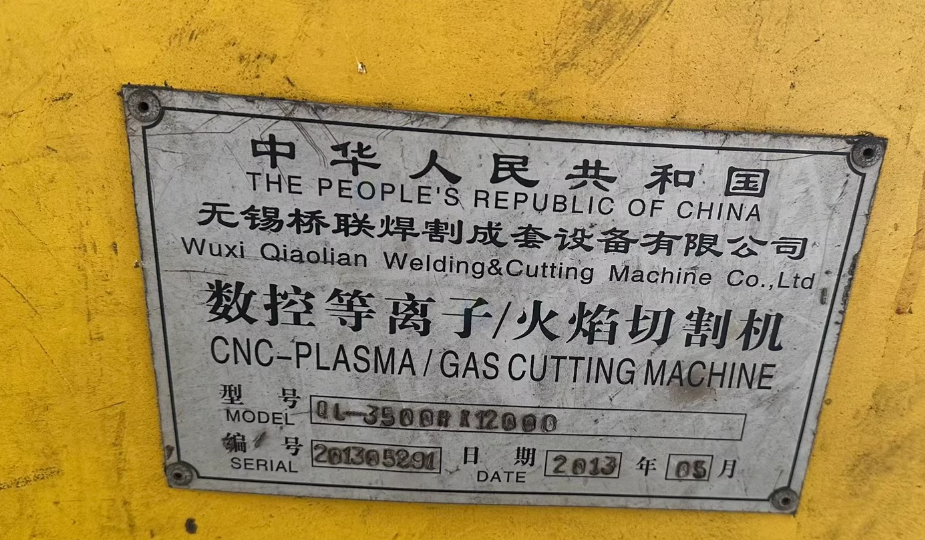 中华人民共和国
THE PEOPLE'S REPUBLIC OF CHINA
无锡桥联焊割成套设备有限公司
Wuxi Qiaolian Welding&Cutting Machine Co.,Ltd
数控等离子/火焰切割机
CNC-PLASMA/GAS CUTTING MACHINE
型号 QL-3500HX12000
MODEL
编号 201305291 日期 2013 年 05 月
SERIAL DATE